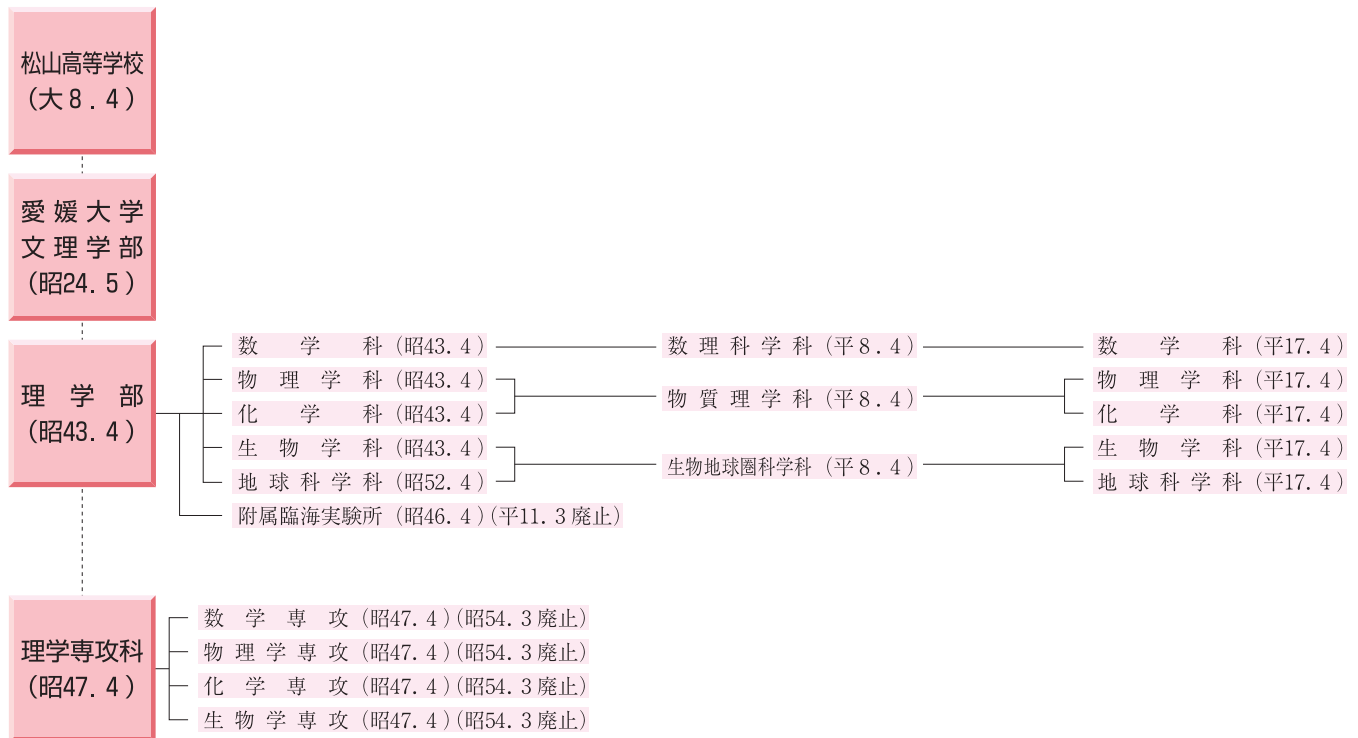 松山高等学校
(大8.4)
愛媛大学
文理学部
(昭24.5)
理学部
(昭43.4)
数学科(昭43.4)
数理科学科(平8.4)
数学科(平17.4)
物理学科(昭43.4)
化学科(昭43.4)
物質理学科(平8.4)
物理学科(平17.4)
化学科(平17.4)
生物学科(昭43.4)
地球科学科(昭52.4)
生物地球圏科学科(平8.4)
生物学科(平17.4)
地球科学科(平17.4)
附属臨海実験所(昭46.4)(平11.3廃止)
理学専攻科
(昭47.4)
数学専攻(昭47.4)(昭54.3廃止)
物理学専攻(昭47.4)(昭54.3廃止)
化学専攻(昭47.4)(昭54.3廃止)
生物学専攻(昭47.4)(昭54.3廃止)